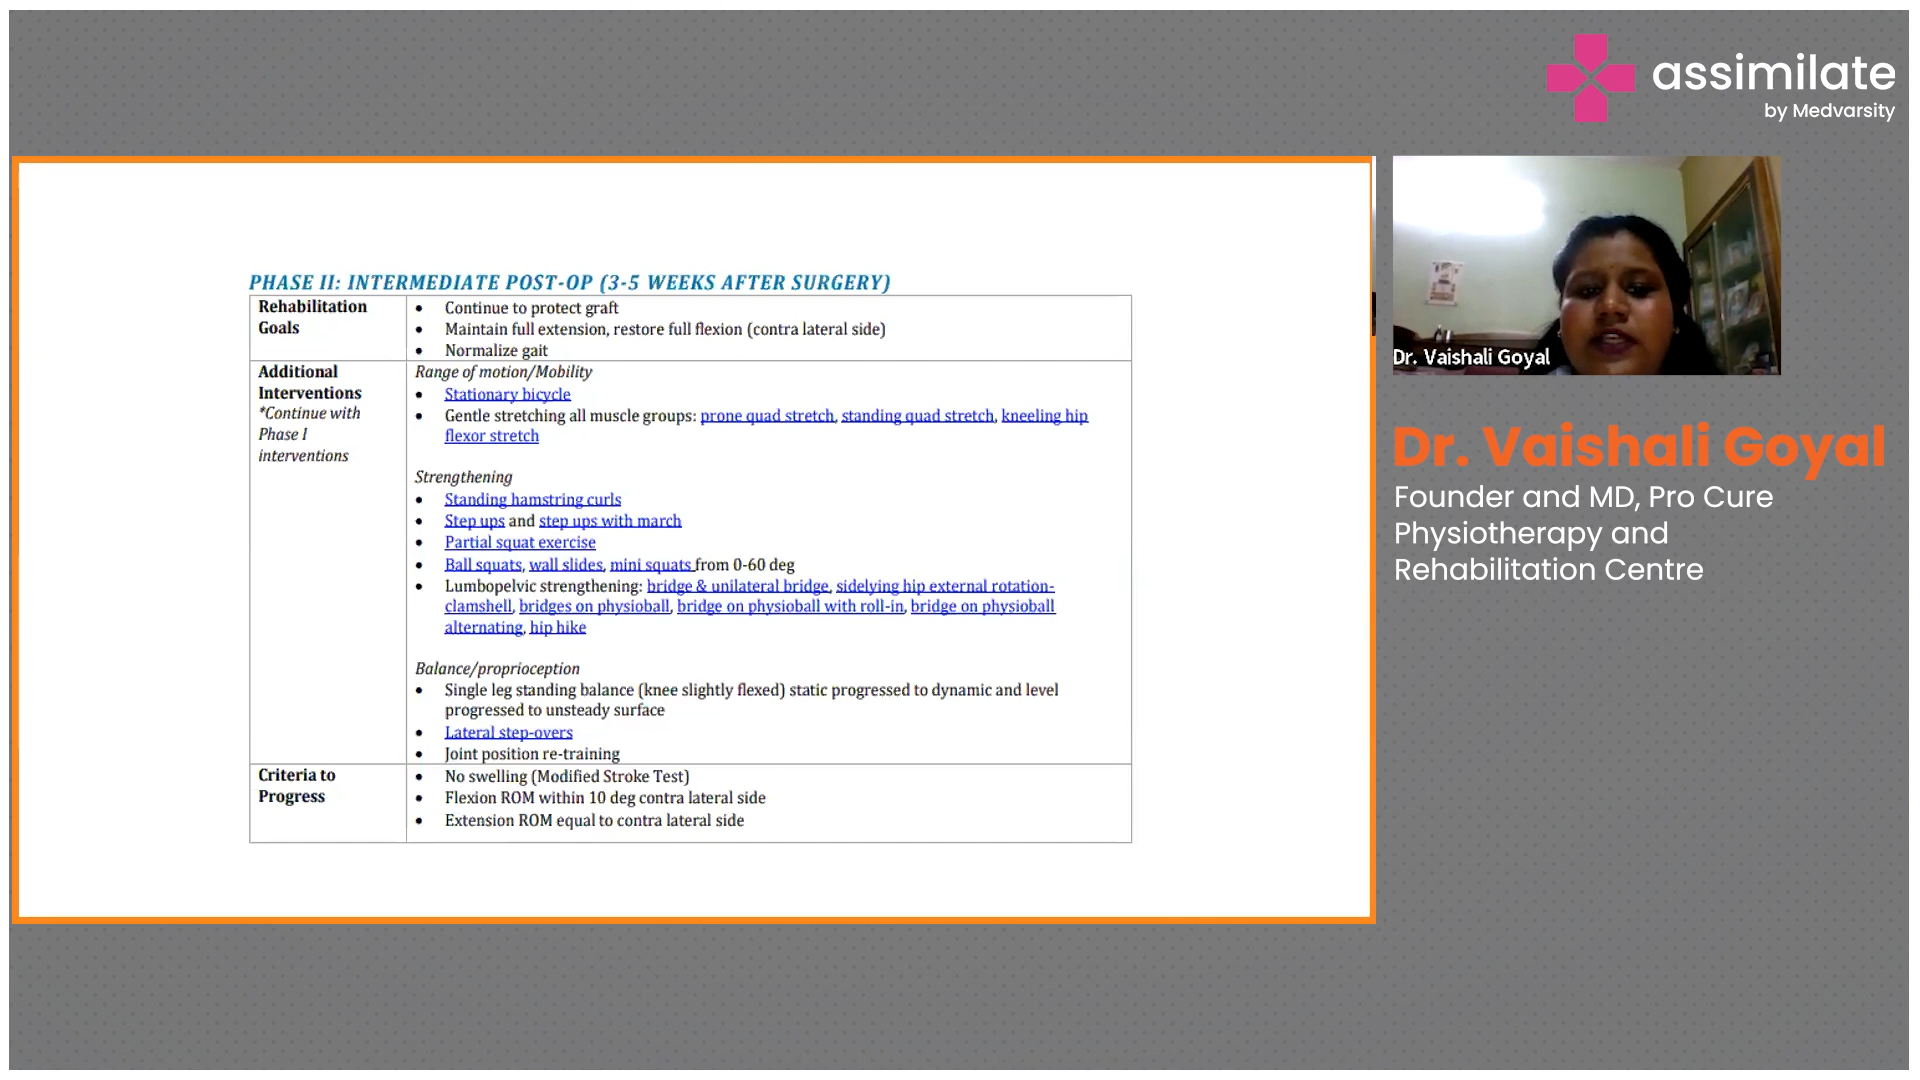 assimilate
by Medvarsity
PHASE II: INTERMEDIATE POST-OP (3-5 WEEKS AFTER SURGERY)
Rehabilitation
Goals
• Continue to protect graft
• Maintain full extension, restore full flexion (contra lateral side)
• Normalize gait
Additional
Interventions
*Continue with
Phase I
interventions
Range of motion/Mobility
• Stationary bicycle
• Gentle stretching all muscle groups: prone quad stretch, standing quad stretch, kneeling hip
flexor stretch
Strengthening
• Standing hamstring curls
• Step ups and step ups with march
• Partial squat exercise
• Ball squats, wall slides, mini squats from 0-60 deg
• Lumbopelvic strengthening: bridge & unilateral bridge, sidelying hip external rotation-
clamshell, bridges on physioball, bridge on physioball with roll-in, bridge on physioball
alternating, hip hike
Balance/proprioception
• Single leg standing balance (knee slightly flexed) static progressed to dynamic and level
progressed to unsteady surface
• Lateral step-overs
• Joint position re-training
Criteria to
Progress
• No swelling (Modified Stroke Test)
• Flexion ROM within 10 deg contra lateral side
• Extension ROM equal to contra lateral side
Dr. Vaishali Goyal
Dr. Vaishali Goyal
Founder and MD, Pro Cure
Physiotherapy and
Rehabilitation Centre